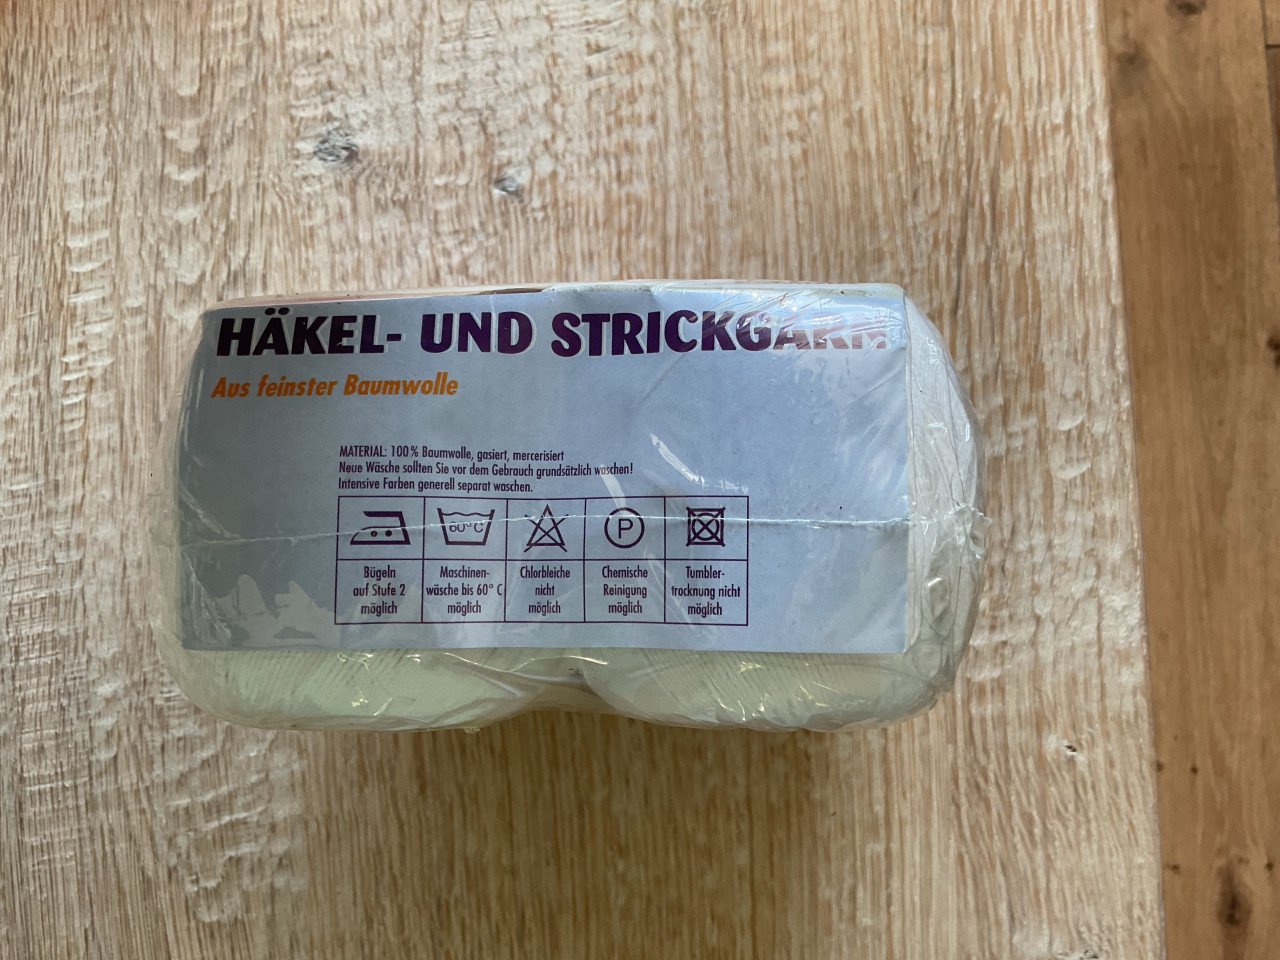 HÄKEL- UND STRICKGARN
Aus feinster Baumwolle
MATERIAL: 100 % Baumwolle, gasiert, mercerisiert
Neue Wäsche sollten Sie vor dem Gebrauch grundsätzlich waschen!
Intensive Farben generell separat waschen.
60°C
P
Bügeln
auf Stufe 2
möglich
Maschinen-
wäsche bis 60° C
möglich
Chlorbleiche
nicht
möglich
Chemische
Reinigung
möglich
Tumbler-
trocknung nicht
möglich